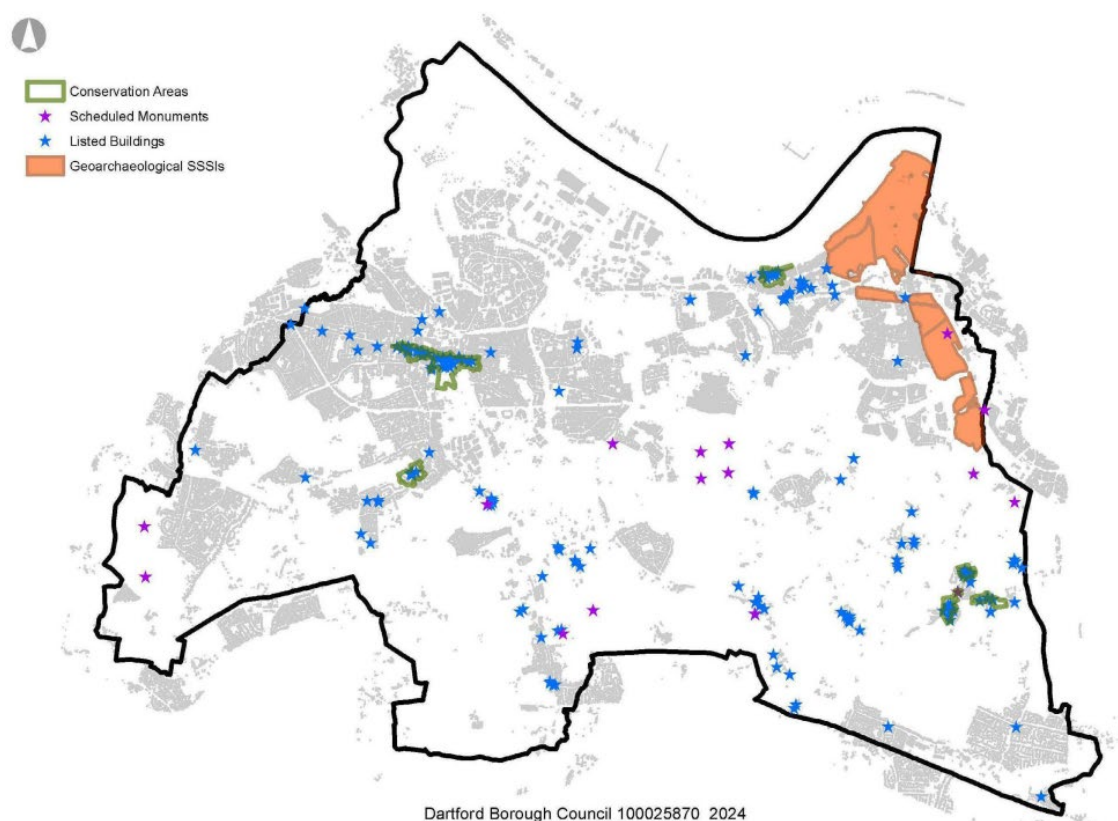 Conservation Areas
Scheduled Monuments
Listed Buildings
Geoarchaeological SSSIs
Dartford Borough Council 100025870 2024